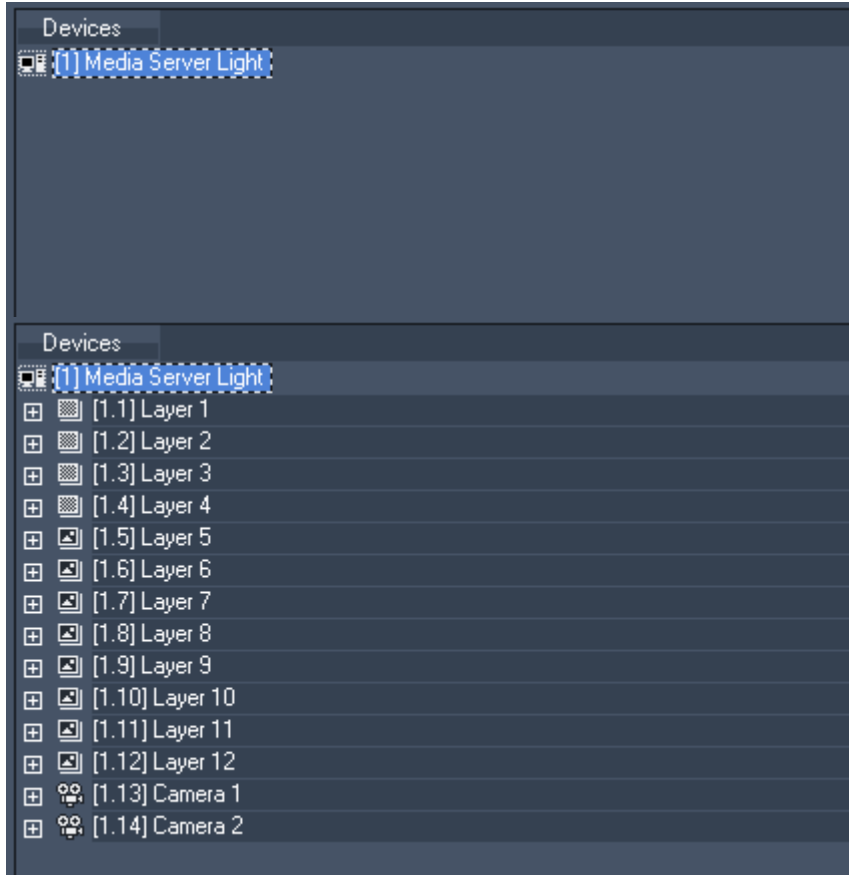 Devices
[1] Media Server Light
Devices
[1] Media Server Light
[1.1] Layer 1
[1.2] Layer 2
[1.3] Layer 3
[1.4] Layer 4
[1.5] Layer 5
[1.6] Layer 6
[1.7] Layer 7
[1.8] Layer 8
[1.9] Layer 9
[1.10] Layer 10
[1.11] Layer 11
[1.12] Layer 12
[1.13] Camera 1
[1.14] Camera 2